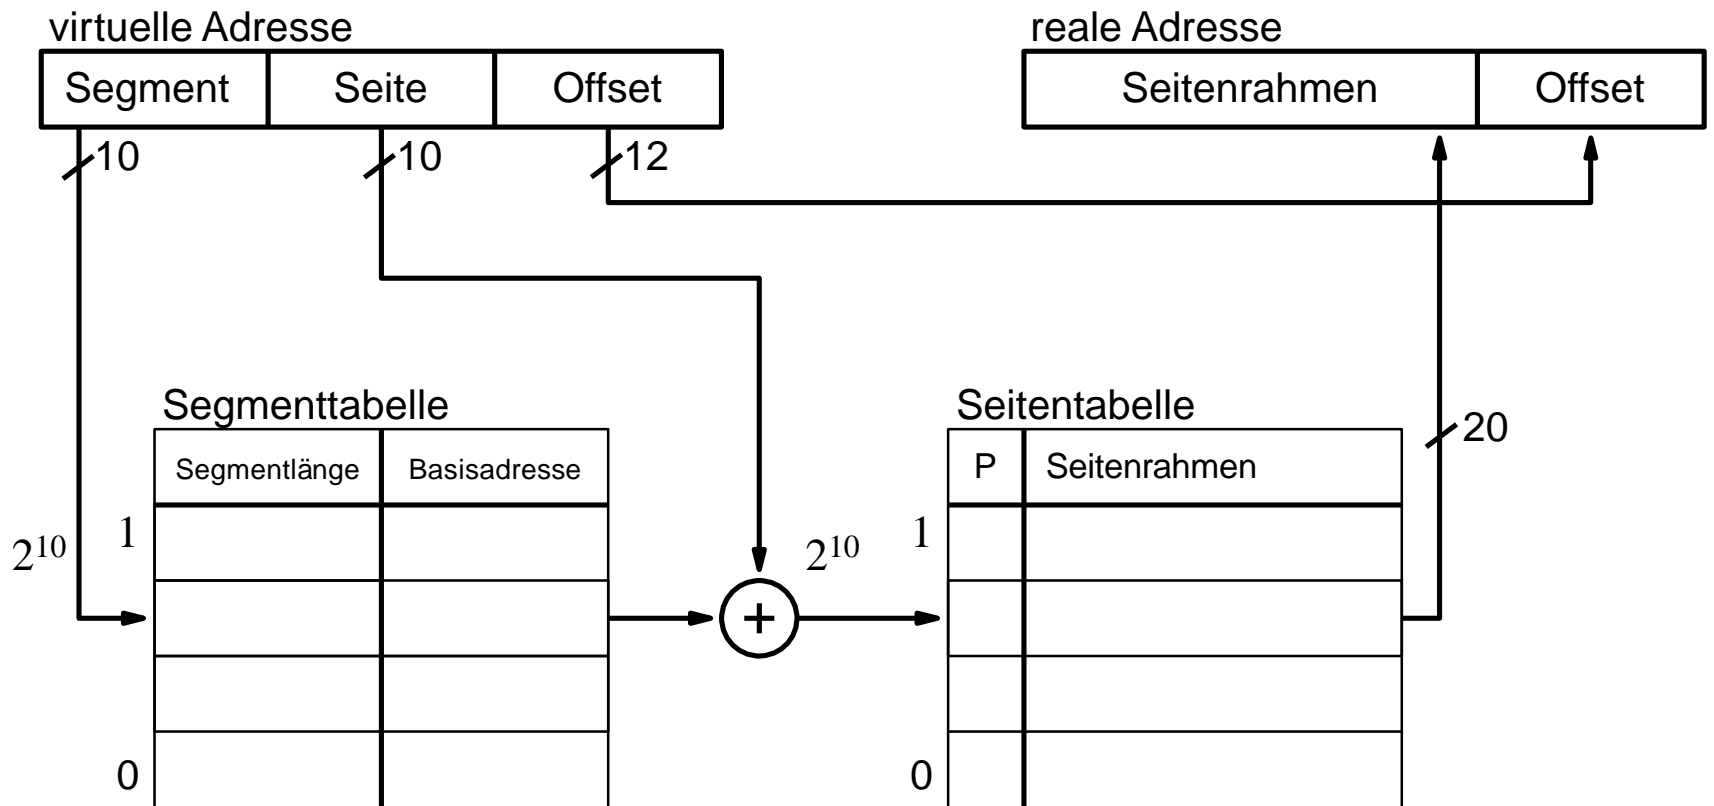 virtuelle Adresse
reale Adresse
Segment Seite Offset
Seitenrahmen Offset
10 10 12
Segmenttabelle
Seitentabelle
20
Segmentlänge Basisadresse
P Seitenrahmen
2^10 1
+
2^10 1
0
0